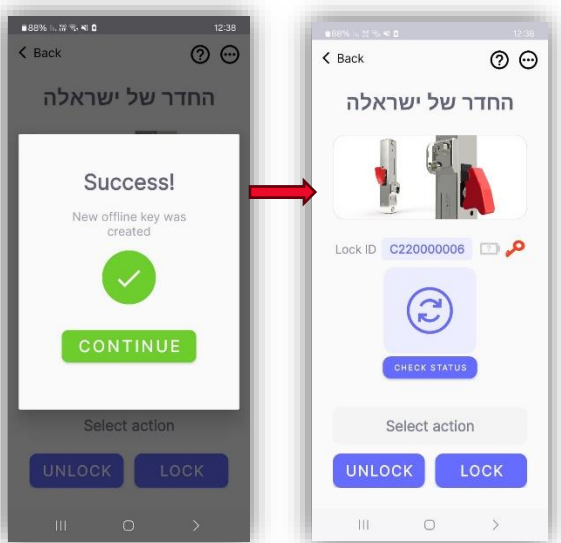 88%
12:38
Back
החדר של ישראלה
Success!
New offline key was
created
CONTINUE
Select action
UNLOCK
LOCK
88%
12:38
Back
החדר של ישראלה
Lock ID
C220000006
CHECK STATUS
Select action
UNLOCK
LOCK